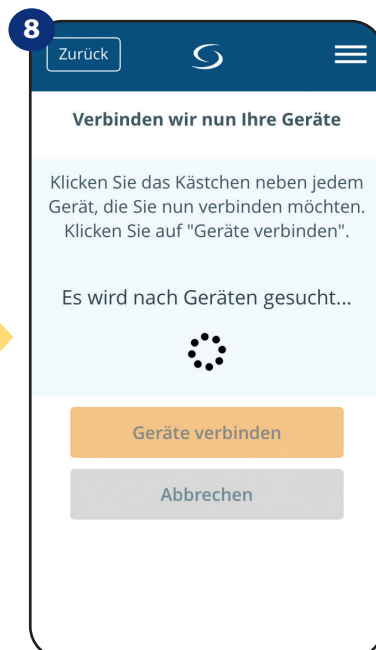 8
Zurück
Verbinden wir nun Ihre Geräte
Klicken Sie das Kästchen neben jedem
Gerät, die Sie nun verbinden möchten.
Klicken Sie auf "Geräte verbinden".
Es wird nach Geräten gesucht...
Geräte verbinden
Abbrechen